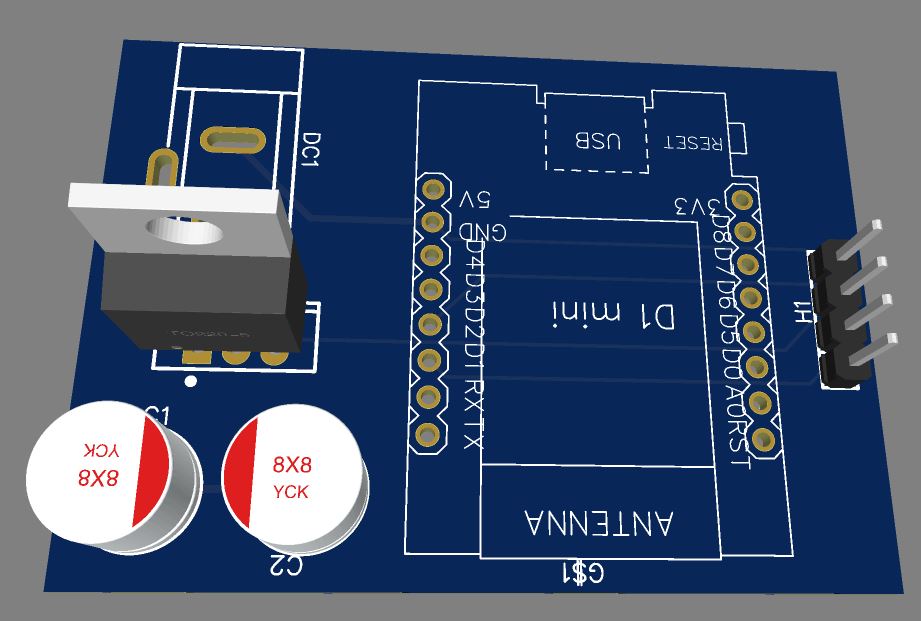 DC1
USB
RESET
5V
GND
D4
D3
D2
D1
RX
TX
3V3
D8
D7
D6
D5
D0
A0
RST
D1 mini
H1
C1
8X8
YCK
8X8
YCK
C2
ANTENNA
G$1